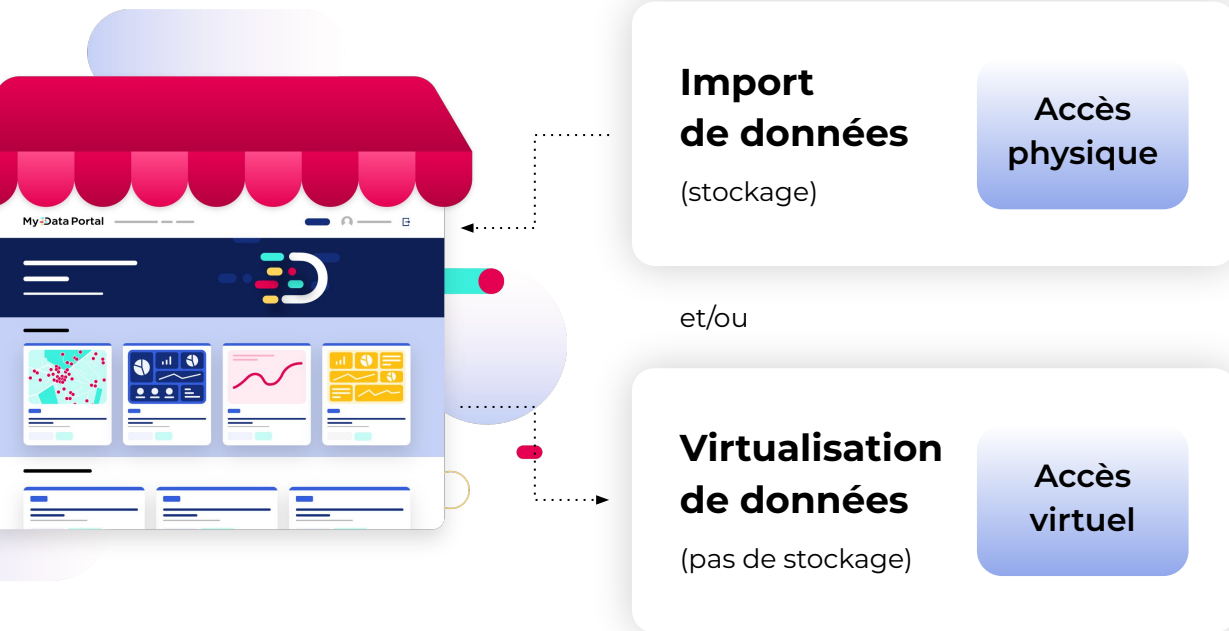 My Data Portal
Import
de données
(stockage)
Accès
physique
et/ou
Virtualisation
de données
(pas de stockage)
Accès
virtuel